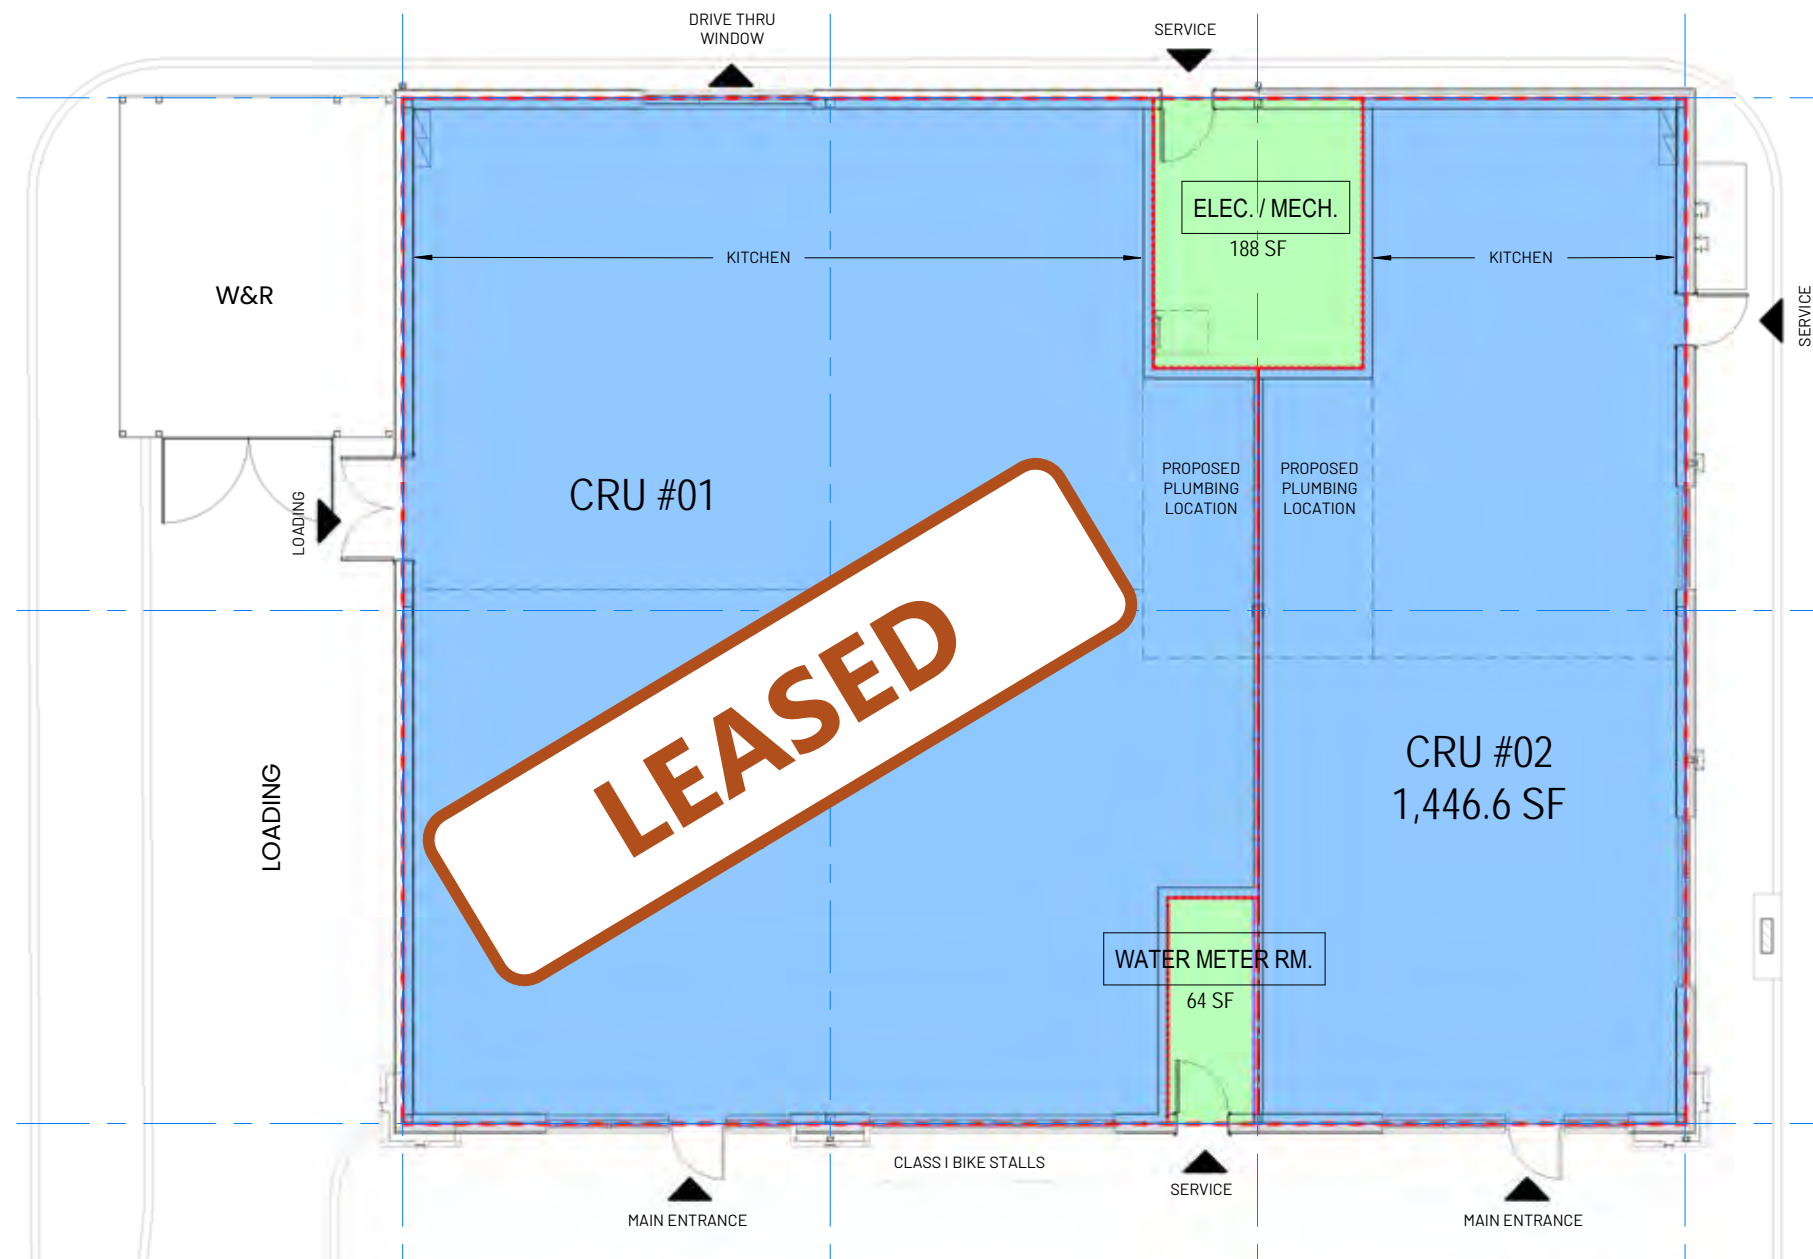 DRIVE THRU
WINDOW
SERVICE
ELEC. / MECH.
188 SF
KITCHEN
KITCHEN
W&R
SERVICE
LOADING
CRU #01
PROPOSED
PLUMBING
LOCATION
PROPOSED
PLUMBING
LOCATION
LEASED
LOADING
CRU #02
1,446.6 SF
WATER METER RM.
64 SF
CLASS I BIKE STALLS
SERVICE
MAIN ENTRANCE
MAIN ENTRANCE